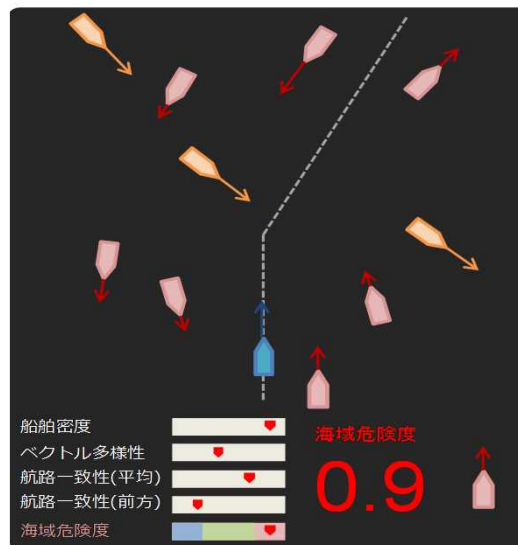 船舶密度
ベクトル多様性
航路一致性(平均)
航路一致性(前方)
海域危険度
海域危険度
0.9